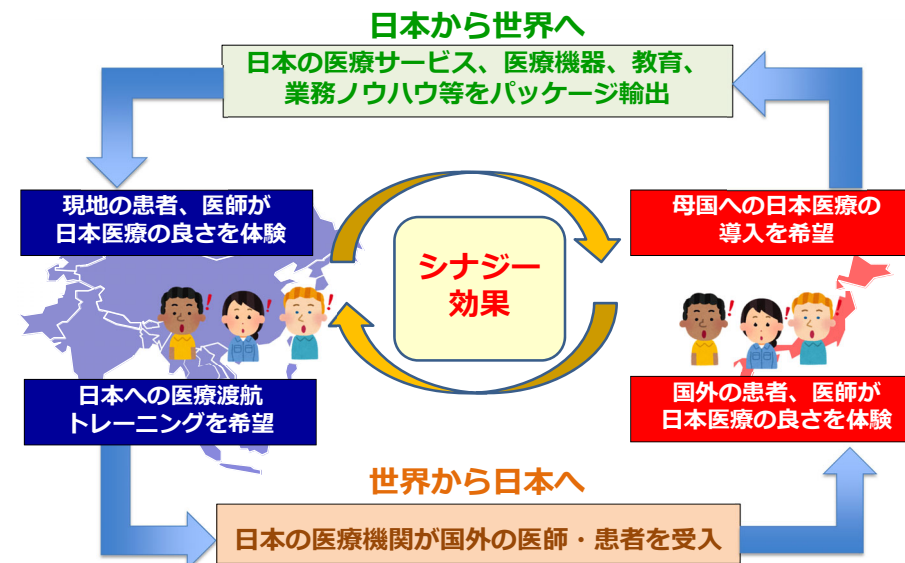 日本から世界へ
日本の医療サービス、医療機器、教育、
業務ノウハウ等をパッケージ輸出
現地の患者、医師が
日本医療の良さを体験
母国への日本医療の
導入を希望
シナジー
効果
日本への医療渡航
トレーニングを希望
国外の患者、医師が
日本医療の良さを体験
世界から日本へ
日本の医療機関が国外の医師・患者を受入